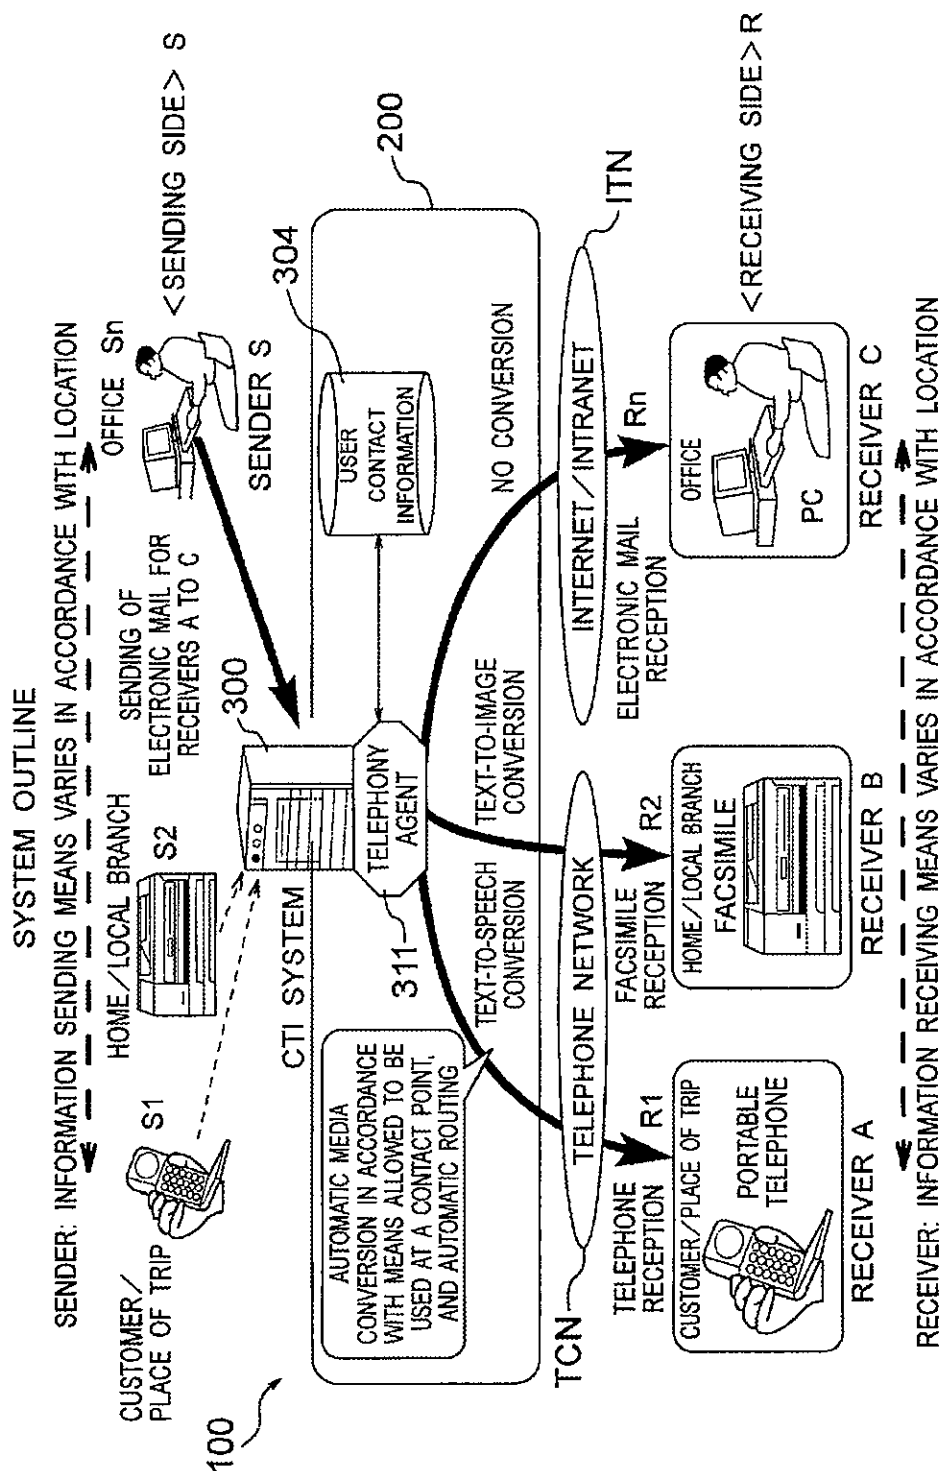 SYSTEM OUTLINE
SENDER: INFORMATION SENDING MEANS VARIES IN ACCORDANCE WITH LOCATION
CUSTOMER/
PLACE OF TRIP
S1
HOME/LOCAL BRANCH
S2
SENDING OF
ELECTRONIC MAIL FOR
RECEIVERS A TO C
OFFICE Sn
SENDER S
<SENDING SIDE> S
100
CTI SYSTEM
300
304
200
AUTOMATIC MEDIA
CONVERSION IN ACCORDANCE
WITH MEANS ALLOWED TO BE
USED AT A CONTACT POINT,
AND AUTOMATIC ROUTING
311
TELEPHONY
AGENT
USER
CONTACT
INFORMATION
TEXT-TO-SPEECH
CONVERSION
TEXT-TO-IMAGE
CONVERSION
NO CONVERSION
TCN
TELEPHONE NETWORK
INTERNET/INTRANET
ITN
TELEPHONE
RECEPTION
R1
FACSIMILE
RECEPTION
R2
ELECTRONIC MAIL
RECEPTION
Rn
CUSTOMER/PLACE OF TRIP
PORTABLE
TELEPHONE
HOME/LOCAL BRANCH
FACSIMILE
OFFICE
PC
<RECEIVING SIDE> R
RECEIVER A
RECEIVER B
RECEIVER C
RECEIVER: INFORMATION RECEIVING MEANS VARIES IN ACCORDANCE WITH LOCATION